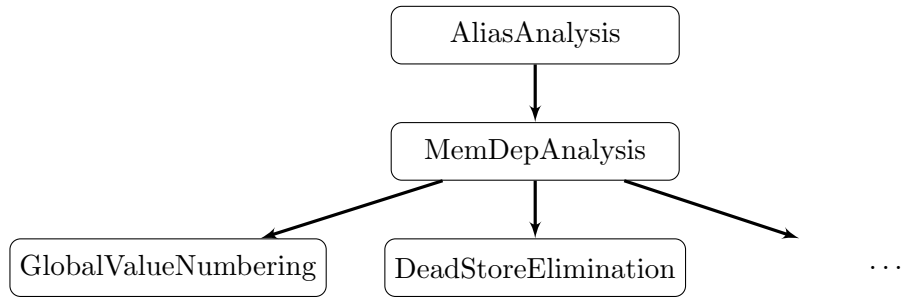 AliasAnalysis
MemDepAnalysis
GlobalValueNumbering
DeadStoreElimination
...